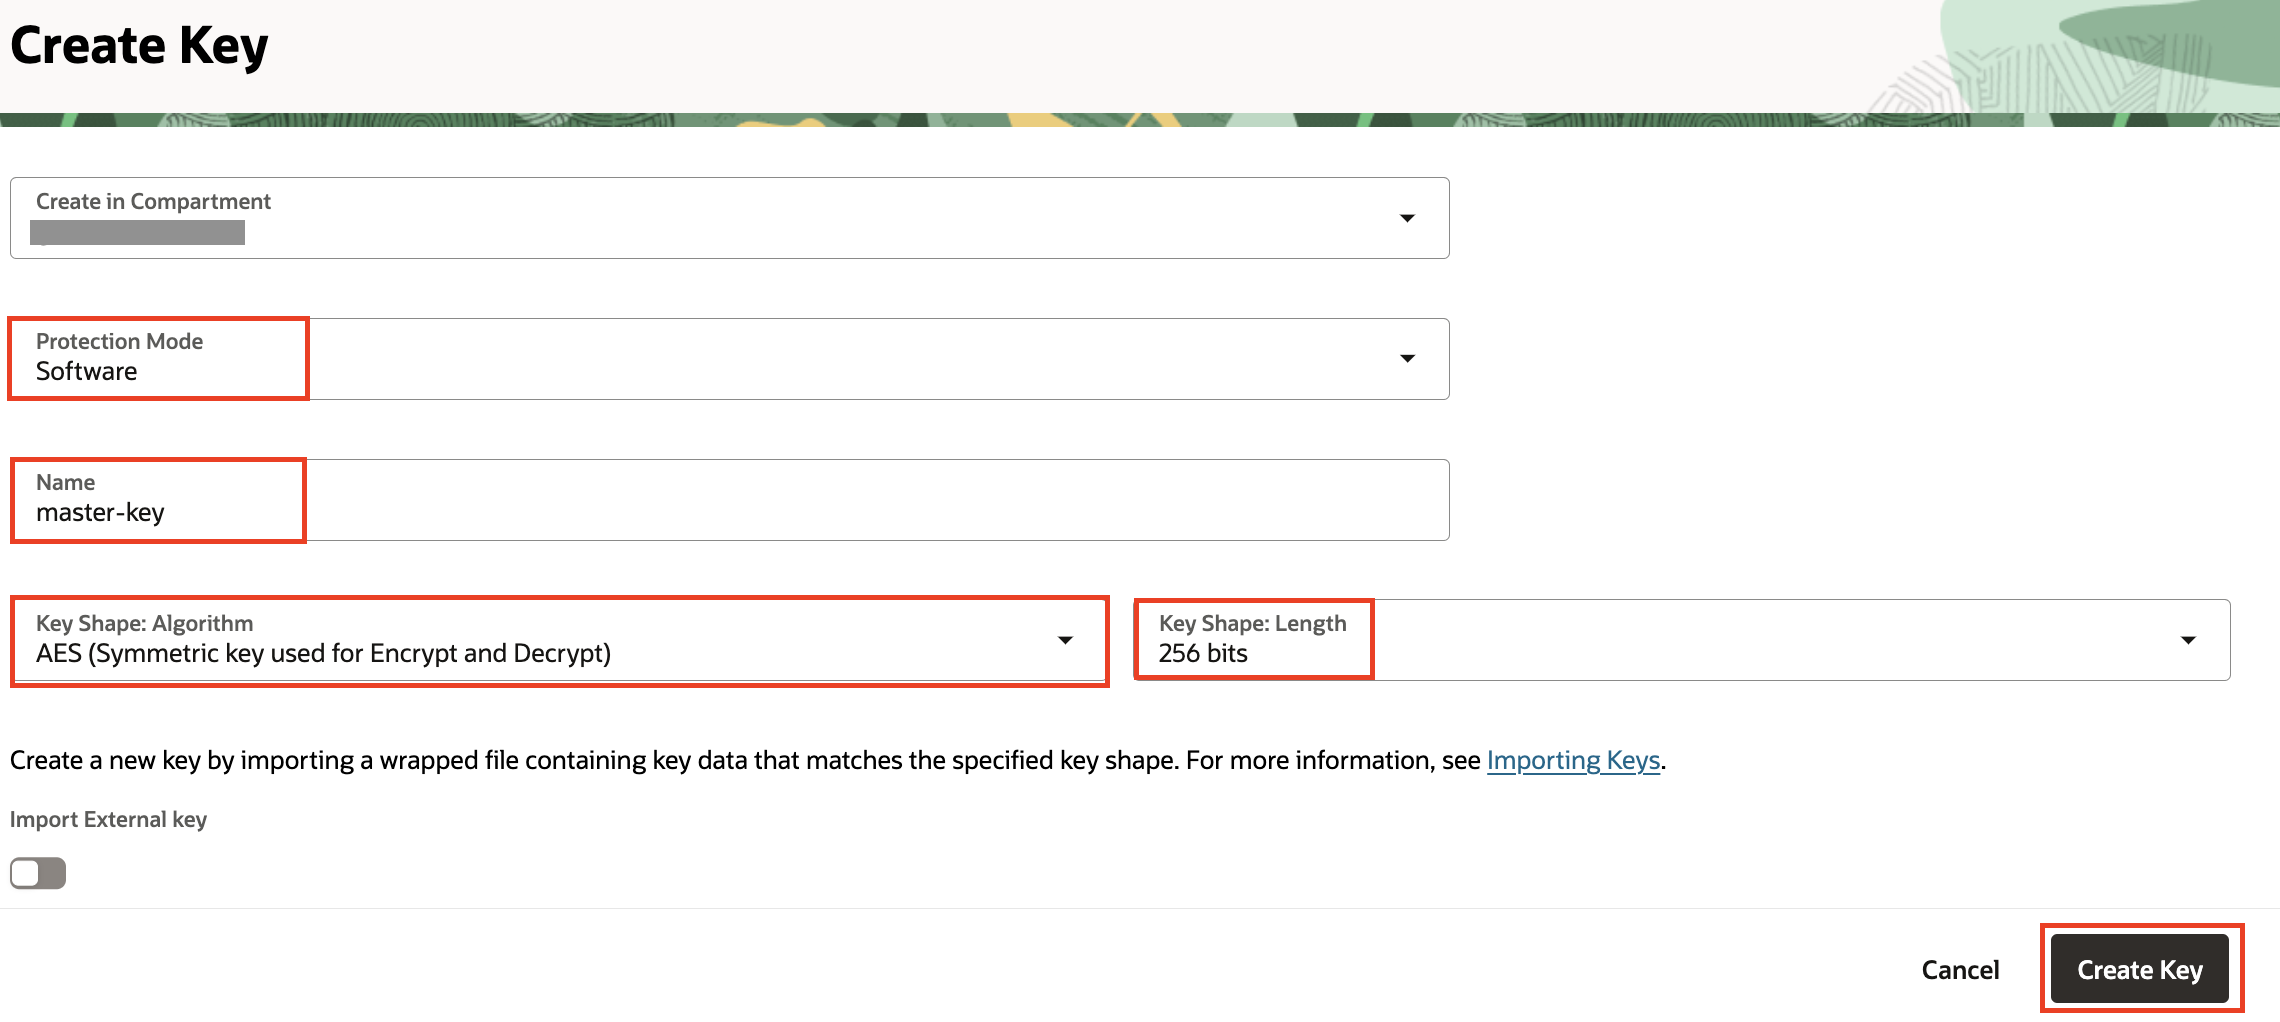 Create Key
Create in Compartment
Protection Mode
Software
Name
master-key
Key Shape: Algorithm
AES (Symmetric key used for Encrypt and Decrypt)
Key Shape: Length
256 bits
Create a new key by importing a wrapped file containing key data that matches the specified key shape. For more information, see Importing Keys.
Import External key
Cancel
Create Key